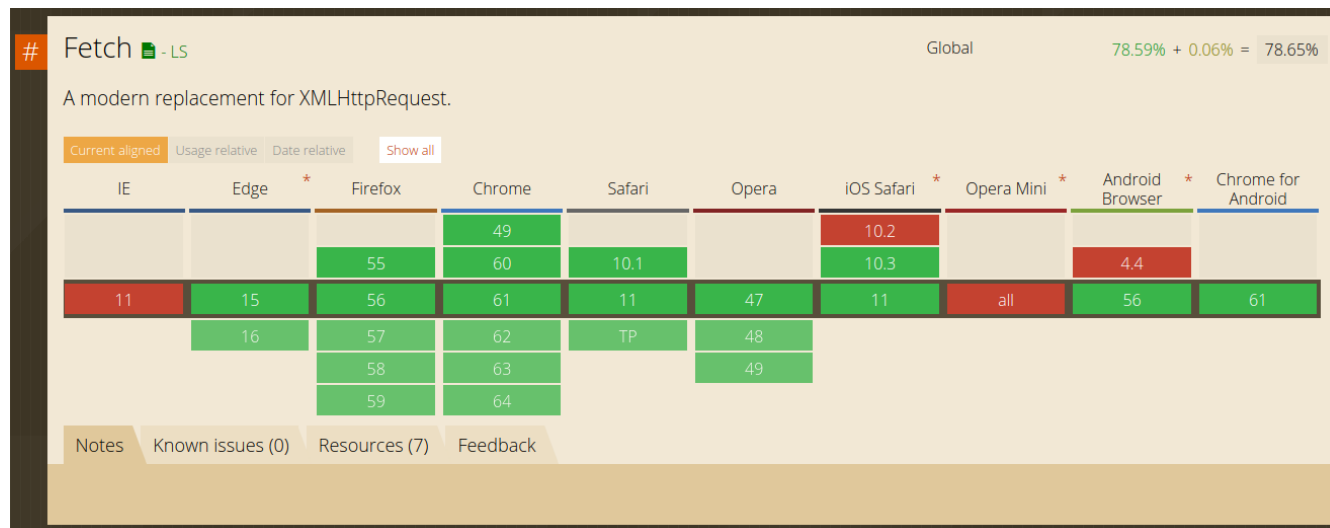 # Fetch - LS Global 78.59% + 0.06% = 78.65%
A modern replacement for XMLHttpRequest.
Current aligned Usage relative Date relative Show all
IE Edge * Firefox Chrome Safari Opera iOS Safari * Opera Mini * Android Browser * Chrome for Android
49 10.2
55 60 10.1 10.3 4.4
11 15 56 61 11 47 11 all 56 61
16 57 62 TP 48
58 63 49
59 64
Notes Known issues (0) Resources (7) Feedback